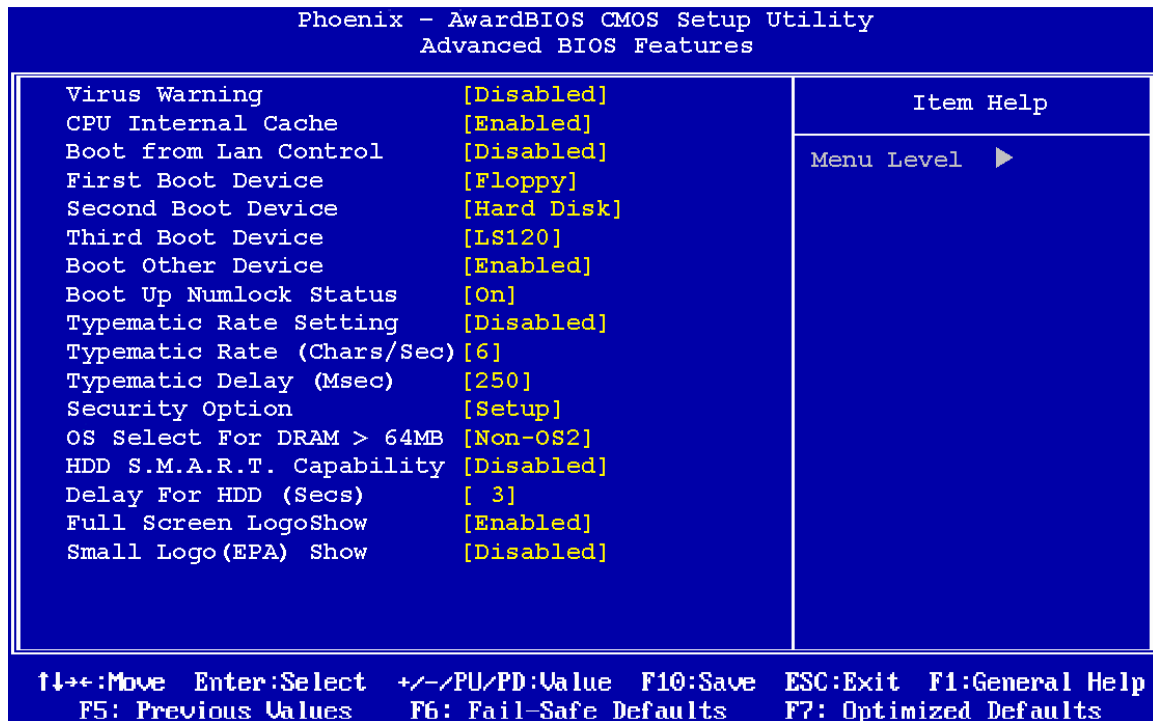 Phoenix - AwardBIOS CMOS Setup Utility
Advanced BIOS Features
Virus Warning [Disabled]
CPU Internal Cache [Enabled]
Boot from Lan Control [Disabled]
First Boot Device [Floppy]
Second Boot Device [Hard Disk]
Third Boot Device [LS120]
Boot Other Device [Enabled]
Boot Up Numlock Status [On]
Typematic Rate Setting [Disabled]
Typematic Rate (Chars/Sec) [6]
Typematic Delay (Msec) [250]
Security Option [Setup]
OS Select For DRAM > 64MB [Non-OS2]
HDD S.M.A.R.T. Capability [Disabled]
Delay For HDD (Secs) [ 3]
Full Screen LogoShow [Enabled]
Small Logo(EPA) Show [Disabled]
Item Help
Menu Level ▶
↑↓→←:Move Enter:Select +/-/PU/PD:Value F10:Save ESC:Exit F1:General Help
F5: Previous Values F6: Fail-Safe Defaults F7: Optimized Defaults